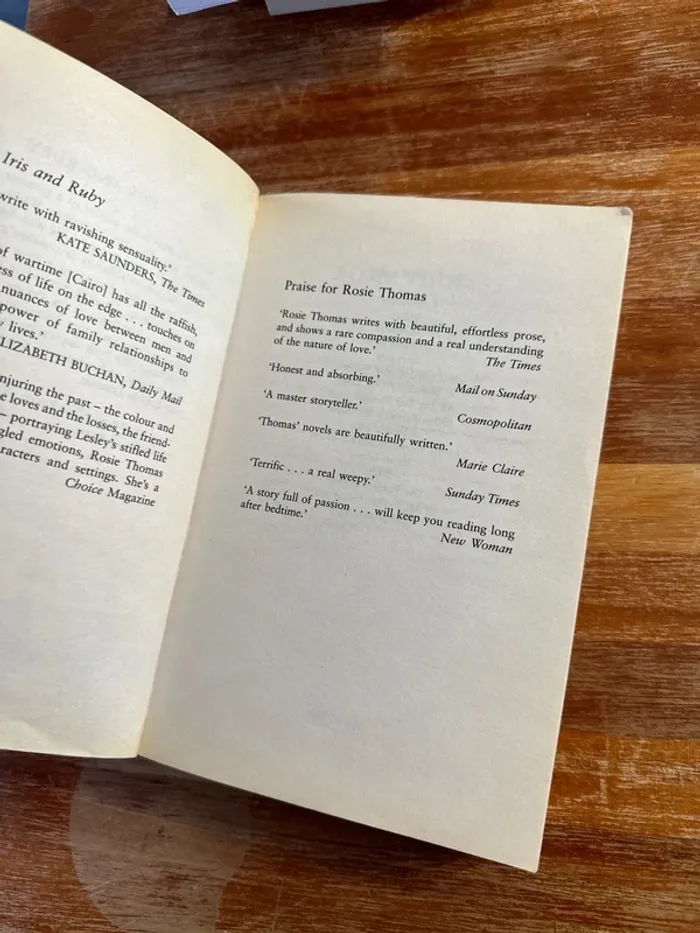 Iris and Ruby
write with ravishing sensuality.'
KATE SAUNDERS, The Times
of wartime [Cairo] has all the raffish,
of life on the edge . . . touches on
nuances of love between men and
power of family relationships to
lives.'
ELIZABETH BUCHAN, Daily Mail
the past – the colour and
loves and the losses, the friend-
– portraying Lesley's stifled life
emotions, Rosie Thomas
and settings. She's a
Choice Magazine
Praise for Rosie Thomas
'Rosie Thomas writes with beautiful, effortless prose,
and shows a rare compassion and a real understanding
of the nature of love.'
The Times
'Honest and absorbing.'
Mail on Sunday
'A master storyteller.'
Cosmopolitan
'Thomas' novels are beautifully written.'
Marie Claire
'Terrific . . . a real weepy.'
Sunday Times
'A story full of passion . . . will keep you reading long
after bedtime.'
New Woman